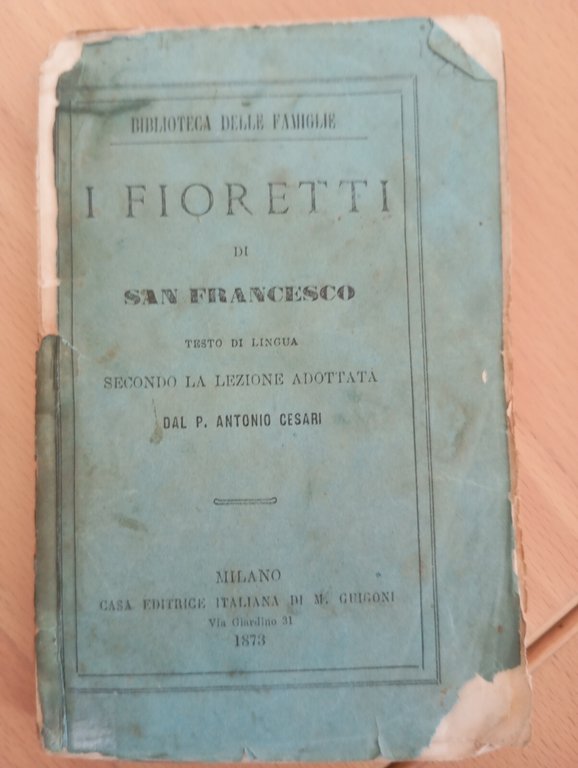 BIBLIOTECA DELLE FAMIGLIE
I FIORETTI
DI
SAN FRANCESCO
TESTO DI LINGUA
SECONDO LA LEZIONE ADOTTATA
DAL P. ANTONIO CESARI
MILANO
CASA EDITRICE ITALIANA DI M. GUIGONI
Via Giardino 31
1873